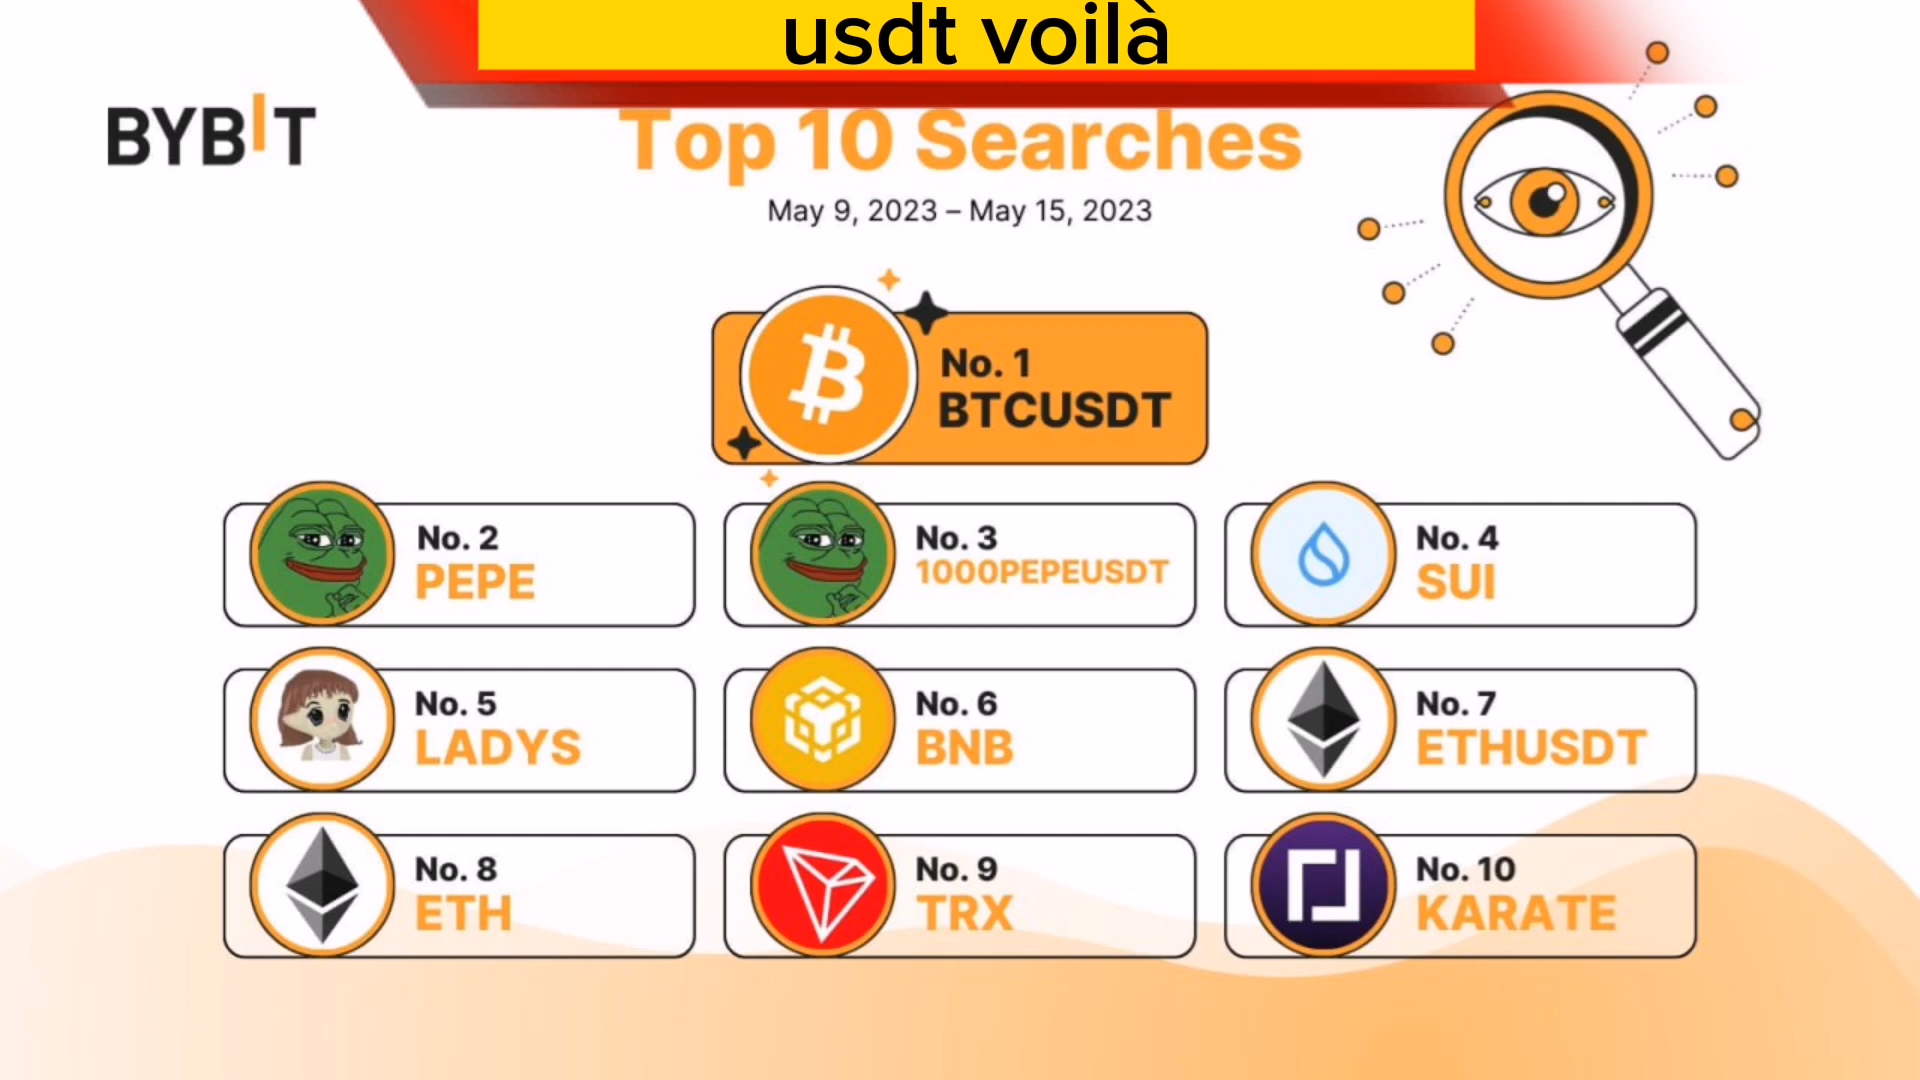 usdt voilà
BYBIT
Top 10 Searches
May 9, 2023 – May 15, 2023
No. 1
BTCUSDT
No. 2
PEPE
No. 3
1000PEPEUSDT
No. 4
SUI
No. 5
LADYS
No. 6
BNB
No. 7
ETHUSDT
No. 8
ETH
No. 9
TRX
No. 10
KARATE